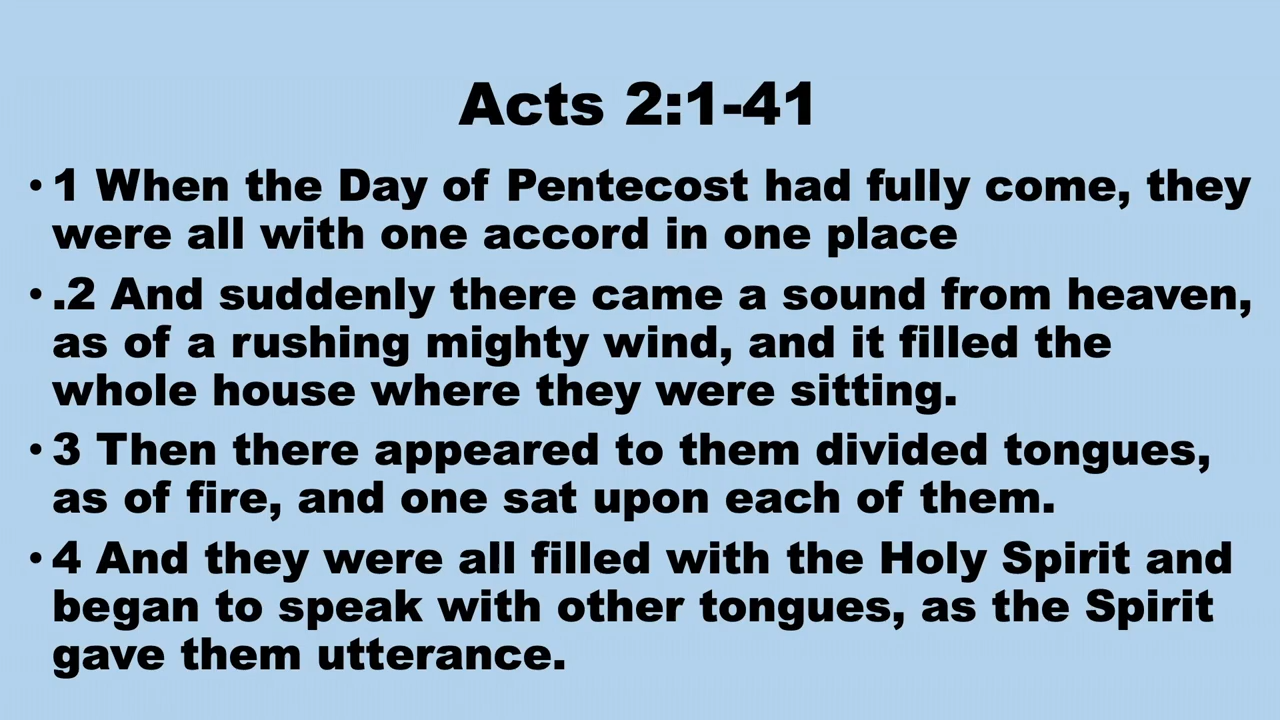 Acts 2:1-41
• 1 When the Day of Pentecost had fully come, they
were all with one accord in one place
• .2 And suddenly there came a sound from heaven,
as of a rushing mighty wind, and it filled the
whole house where they were sitting.
• 3 Then there appeared to them divided tongues,
as of fire, and one sat upon each of them.
• 4 And they were all filled with the Holy Spirit and
began to speak with other tongues, as the Spirit
gave them utterance.